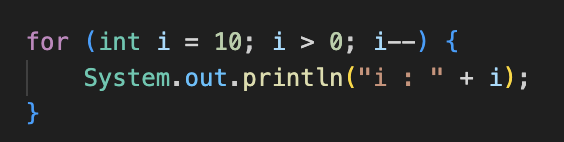 for (int i = 10; i > 0; i--) {
    System.out.println("i : " + i);
}